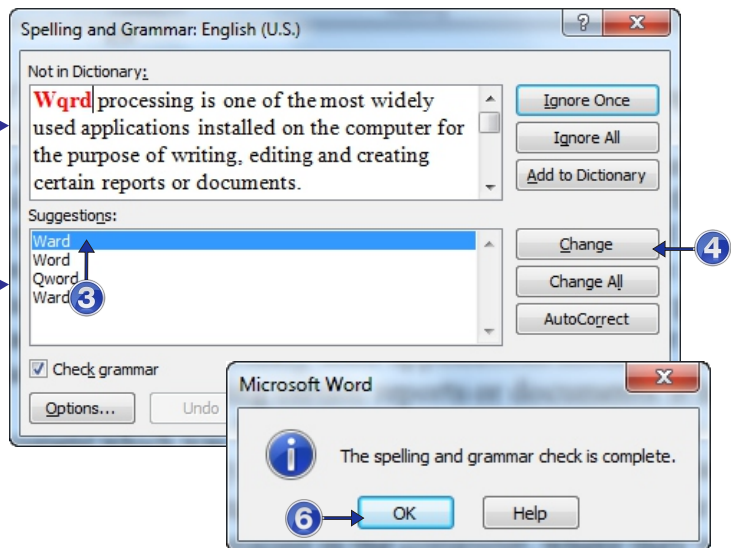 Spelling and Grammar: English (U.S.)
Not in Dictionary:
Wqrd processing is one of the most widely
used applications installed on the computer for
the purpose of writing, editing and creating
certain reports or documents.
Ignore Once
Ignore All
Add to Dictionary
Suggestions:
Ward
Word
Qword
Ward
3
Change
4
Change All
AutoCorrect
Check grammar
Options...
Undo
Microsoft Word
The spelling and grammar check is complete.
6
OK
Help